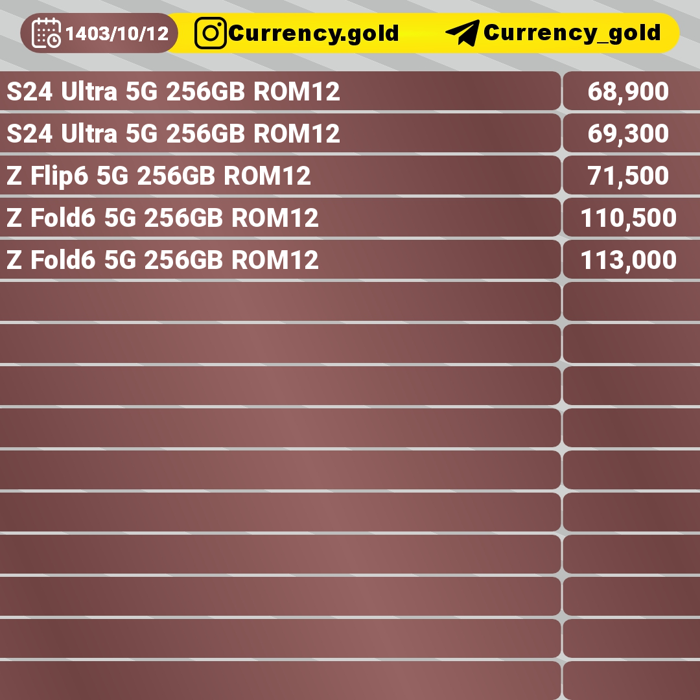 1403/10/12 Currency.gold Currency_gold
S24 Ultra 5G 256GB ROM12 68,900
S24 Ultra 5G 256GB ROM12 69,300
Z Flip6 5G 256GB ROM12 71,500
Z Fold6 5G 256GB ROM12 110,500
Z Fold6 5G 256GB ROM12 113,000